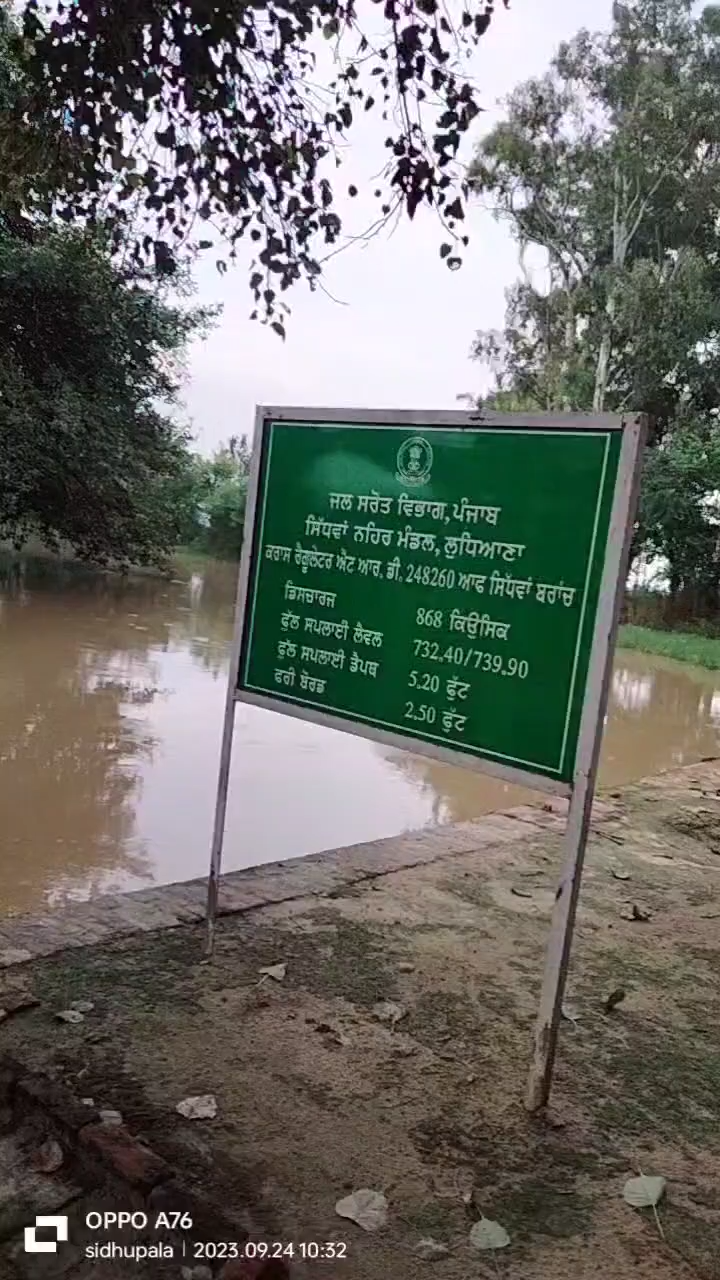 ਜਲ ਸਰੋਤ ਵਿਭਾਗ,ਪੰਜਾਬ
ਸਿੱਧਵਾਂ ਨਹਿਰ ਮੰਡਲ, ਲੁਧਿਆਣਾ
ਕਰਾਸ ਰੈਗੂਲੇਟਰ ਐਟ ਆਰ. ਡੀ. 248260 ਆਫ ਸਿੱਧਵਾਂ ਬਰਾਂਚ
ਡਿਸਚਾਰਜ 868 ਕਿਊਸਿਕ
ਫੁੱਲ ਸਪਲਾਈ ਲੈਵਲ 732.40/739.90
ਫੁੱਲ ਸਪਲਾਈ ਡੈਪਥ 5.20 ਫੁੱਟ
ਫਰੀ ਬੋਰਡ 2.50 ਫੁੱਟ
OPPO A76
sidhupala | 2023.09.24 10:32